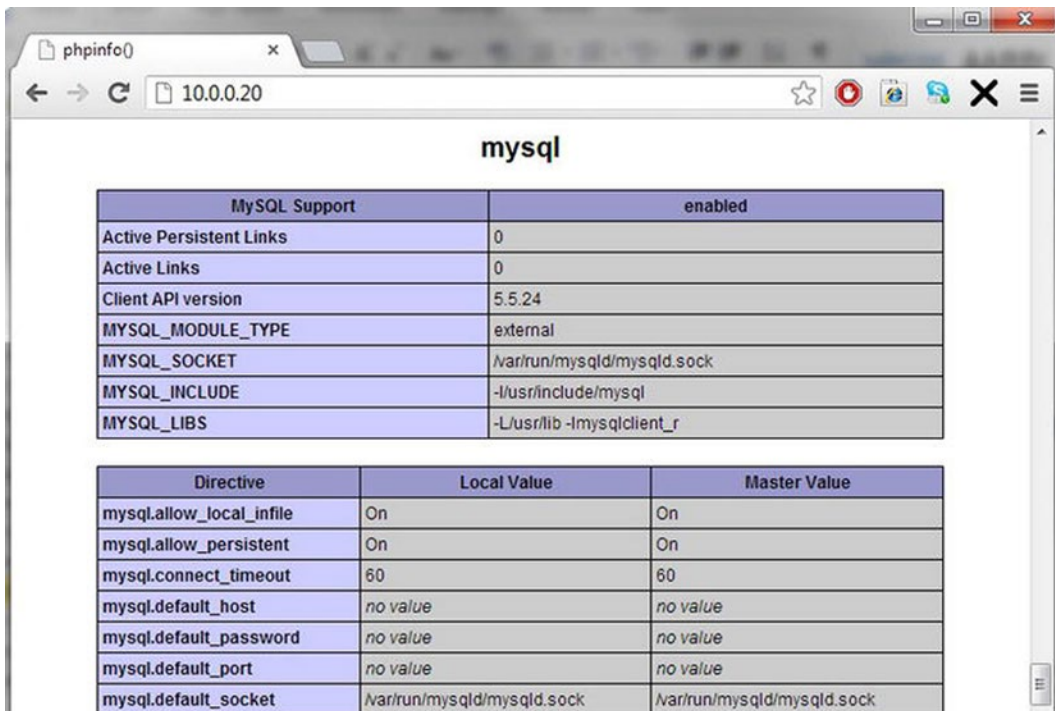 phpinfo()
10.0.0.20
mysql
MySQL Support enabled
Active Persistent Links 0
Active Links 0
Client API version 5.5.24
MYSQL_MODULE_TYPE external
MYSQL_SOCKET /var/run/mysqld/mysqld.sock
MYSQL_INCLUDE -I/usr/include/mysql
MYSQL_LIBS -L/usr/lib -lmysqlclient_r
Directive Local Value Master Value
mysql.allow_local_infile On On
mysql.allow_persistent On On
mysql.connect_timeout 60 60
mysql.default_host no value no value
mysql.default_password no value no value
mysql.default_port no value no value
mysql.default_socket /var/run/mysqld/mysqld.sock /var/run/mysqld/mysqld.sock